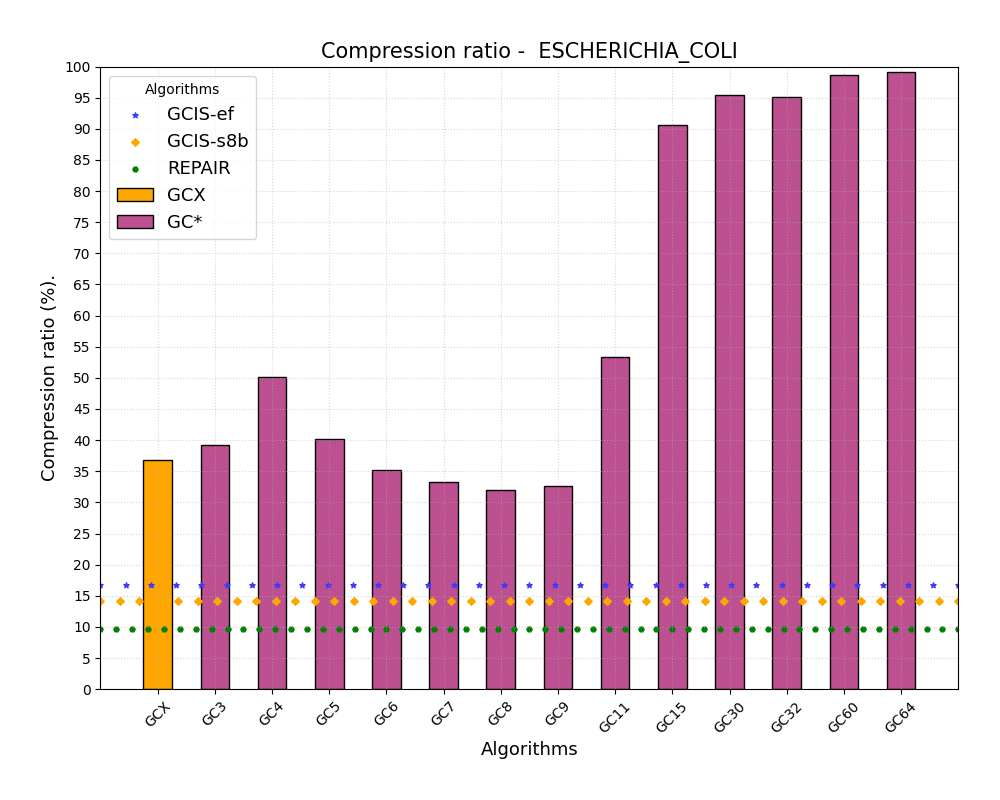 Compression ratio -  ESCHERICHIA_COLI
Compression ratio (%).
100
95
90
85
80
75
70
65
60
55
50
45
40
35
30
25
20
15
10
5
0
Algorithms
GCIS-ef
GCIS-s8b
REPAIR
GCX
GC*
GCX
GC3
GC4
GC5
GC6
GC7
GC8
GC9
GC11
GC15
GC30
GC32
GC60
GC64
Algorithms